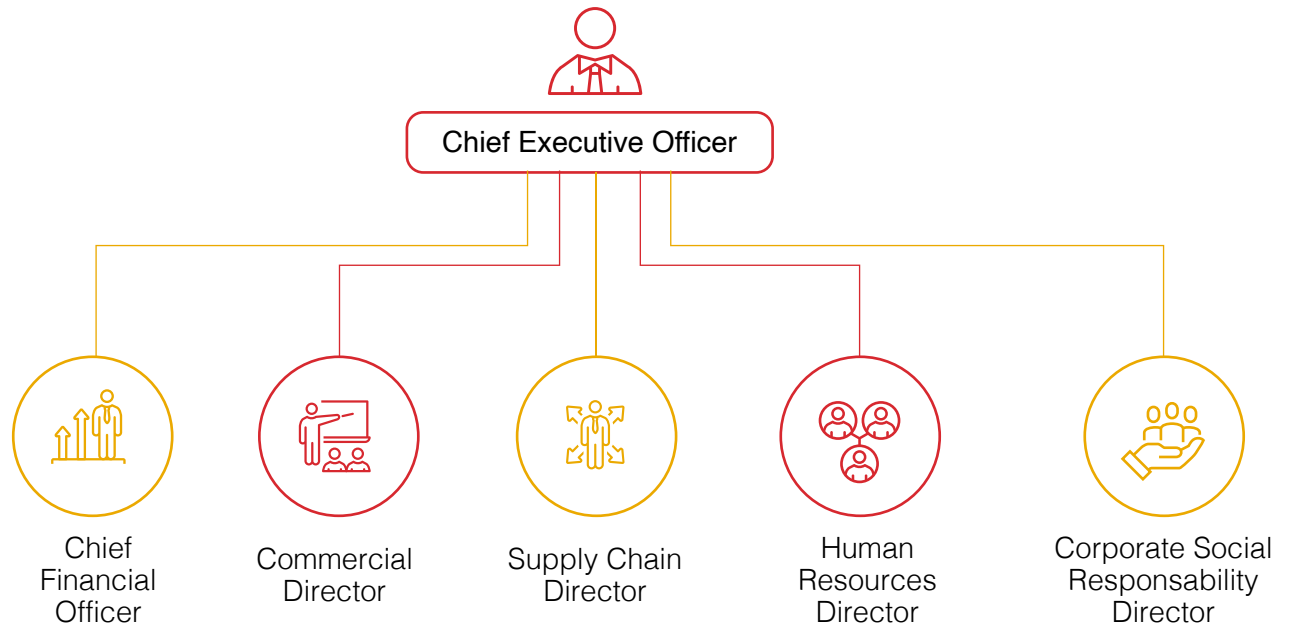 Chief Executive Officer
Chief
Financial
Officer
Commercial
Director
Supply Chain
Director
Human
Resources
Director
Corporate Social
Responsability
Director